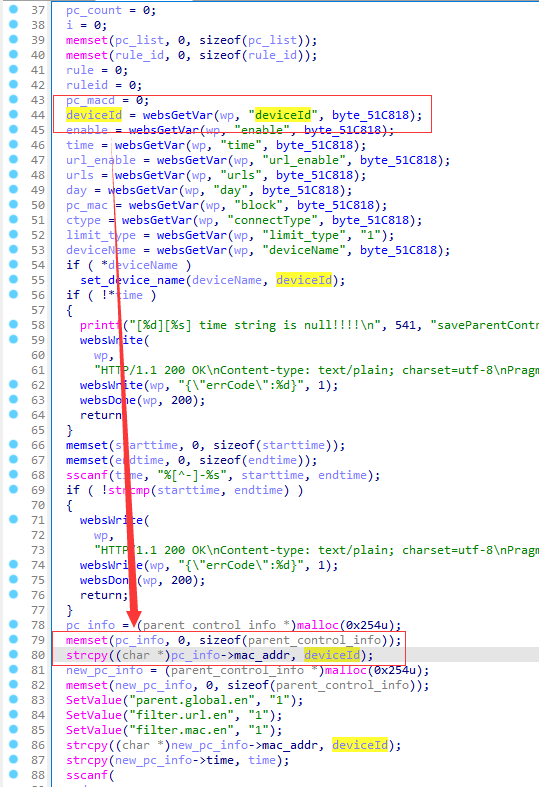 37 pc_count = 0;
38 i = 0;
39 memset(pc_list, 0, sizeof(pc_list));
40 memset(rule_id, 0, sizeof(rule_id));
41 rule = 0;
42 ruleid = 0;
43 pc_macd = 0;
44 deviceId = websGetVar(wp, "deviceId", byte_51C818);
45 enable = websGetVar(wp, "enable", byte_51C818);
46 time = websGetVar(wp, "time", byte_51C818);
47 url_enable = websGetVar(wp, "url_enable", byte_51C818);
48 urls = websGetVar(wp, "urls", byte_51C818);
49 day = websGetVar(wp, "day", byte_51C818);
50 pc_mac = websGetVar(wp, "block", byte_51C818);
51 ctype = websGetVar(wp, "connectType", byte_51C818);
52 limit_type = websGetVar(wp, "limit_type", "1");
53 deviceName = websGetVar(wp, "deviceName", byte_51C818);
54 if ( *deviceName )
55 set_device_name(deviceName, deviceId);
56 if ( !*time )
57 {
58 printf("[%d][%s] time string is null!!!!\n", 541, "saveParentContr
59 websWrite(
60 wp,
61 "HTTP/1.1 200 OK\nContent-type: text/plain; charset=utf-8\nPragm
62 websWrite(wp, "{\"errCode\":%d}", 1);
63 websDone(wp, 200);
64 return
65 }
66 memset(starttime, 0, sizeof(starttime));
67 memset(endtime, 0, sizeof(endtime));
68 sscanf(time, "%[^-]-%s", starttime, endtime);
69 if ( !strcmp(starttime, endtime) )
70 {
71 websWrite(
72 wp,
73 "HTTP/1.1 200 OK\nContent-type: text/plain; charset=utf-8\nPragm
74 websWrite(wp, "{\"errCode\":%d}", 1);
75 websDone(wp, 200);
76 return;
77 }
78 pc_info = (parent_control_info *)malloc(0x254u);
79 memset(pc_info, 0, sizeof(parent_control_info));
80 strcpy((char *)pc_info->mac_addr, deviceId);
81 new_pc_info = (parent_control_info *)malloc(0x254u);
82 memset(new_pc_info, 0, sizeof(parent_control_info));
83 SetValue("parent.global.en", "1");
84 SetValue("filter.url.en", "1");
85 SetValue("filter.mac.en", "1");
86 strcpy((char *)new_pc_info->mac_addr, deviceId);
87 strcpy(new_pc_info->time, time);
88 sscanf(